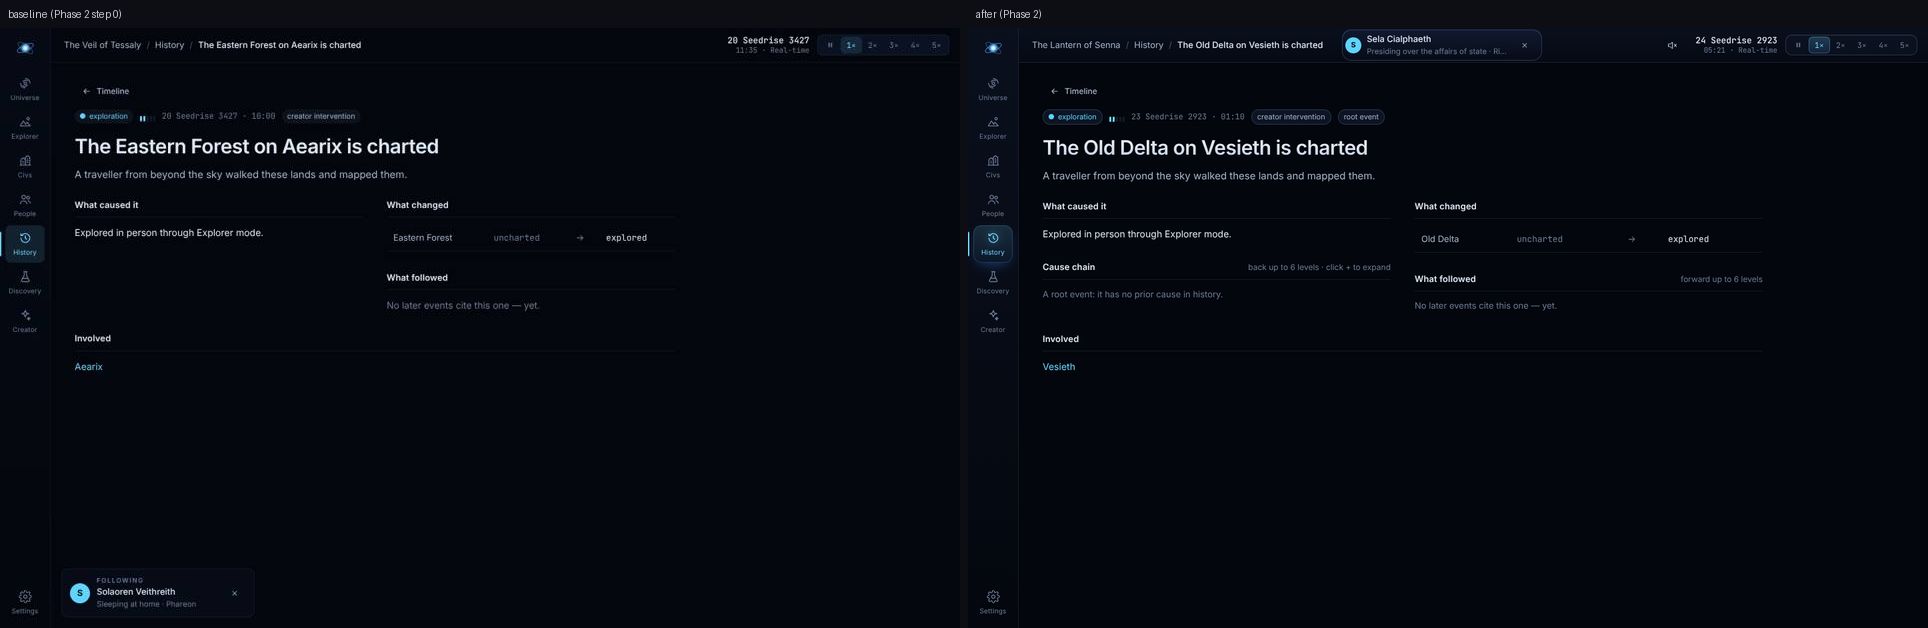 baseline (Phase 2 step 0)
The Veil of Tessaly / History / The Eastern Forest on Aearix is charted
20 Seedrise 3427
11:35 · Real-time
1× 2× 3× 4× 5×
Universe
Explorer
Civs
People
History
Discovery
Creator
Settings
← Timeline
exploration 20 Seedrise 3427 · 10:00 creator intervention
The Eastern Forest on Aearix is charted
A traveller from beyond the sky walked these lands and mapped them.
What caused it
Explored in person through Explorer mode.
What changed
Eastern Forest uncharted → explored
What followed
No later events cite this one — yet.
Involved
Aearix
S
FOLLOWING
Solaoren Veithreith
Sleeping at home · Phareon
×
after (Phase 2)
The Lantern of Senna / History / The Old Delta on Vesieth is charted
S
Sela Cialphaeth
Presiding over the affairs of state · Ri...
×
24 Seedrise 2923
05:21 · Real-time
1× 2× 3× 4× 5×
Universe
Explorer
Civs
People
History
Discovery
Creator
Settings
← Timeline
exploration 23 Seedrise 2923 · 01:10 creator intervention root event
The Old Delta on Vesieth is charted
A traveller from beyond the sky walked these lands and mapped them.
What caused it
Explored in person through Explorer mode.
Cause chain back up to 6 levels · click + to expand
A root event: it has no prior cause in history.
What changed
Old Delta uncharted → explored
What followed forward up to 6 levels
No later events cite this one — yet.
Involved
Vesieth